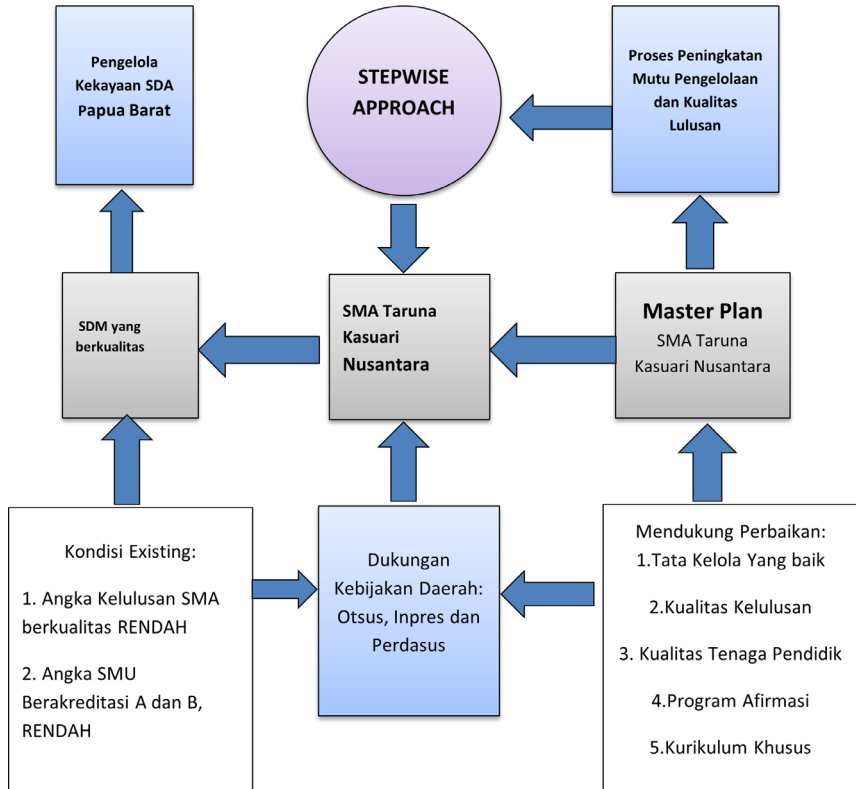 Pengelola
Kekayaan SDA
Papua Barat
STEPWISE
APPROACH
Proses Peningkatan
Mutu Pengelolaan
dan Kualitas
Lulusan
SDM yang
berkualitas
SMA Taruna
Kasuari
Nusantara
Master Plan
SMA Taruna
Kasuari Nusantara
Kondisi Existing:
1. Angka Kelulusan SMA
berkualitas RENDAH
2. Angka SMU
Berakreditasi A dan B,
RENDAH
Dukungan
Kebijakan Daerah:
Otsus, Inpres dan
Perdasus
Mendukung Perbaikan:
1.Tata Kelola Yang baik
2.Kualitas Kelulusan
3. Kualitas Tenaga Pendidik
4.Program Afirmasi
5.Kurikulum Khusus